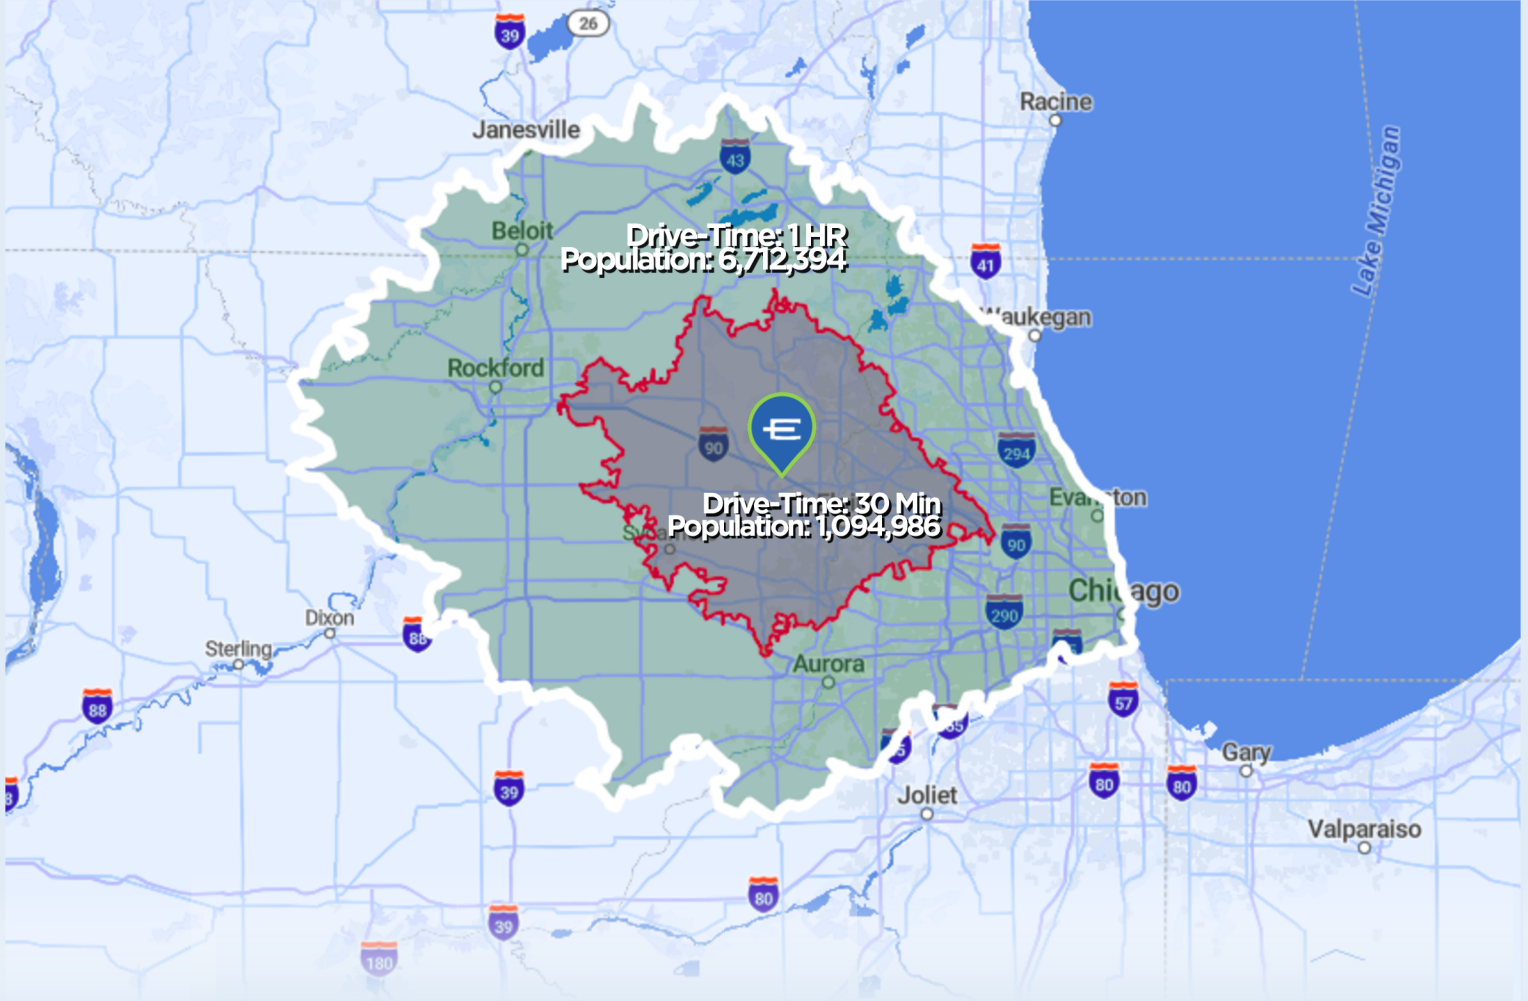 39
26
Racine
Janesville
43
Lake Michigan
Beloit
Drive-Time: 1 HR
Population: 6,712,394
41
Waukegan
Rockford
E
90
294
Evanston
Drive-Time: 30 Min
Population: 1,094,986
90
Chicago
290
Dixon
88
Sterling
Aurora
88
57
Gary
80
80
39
Joliet
Valparaiso
80
39
180